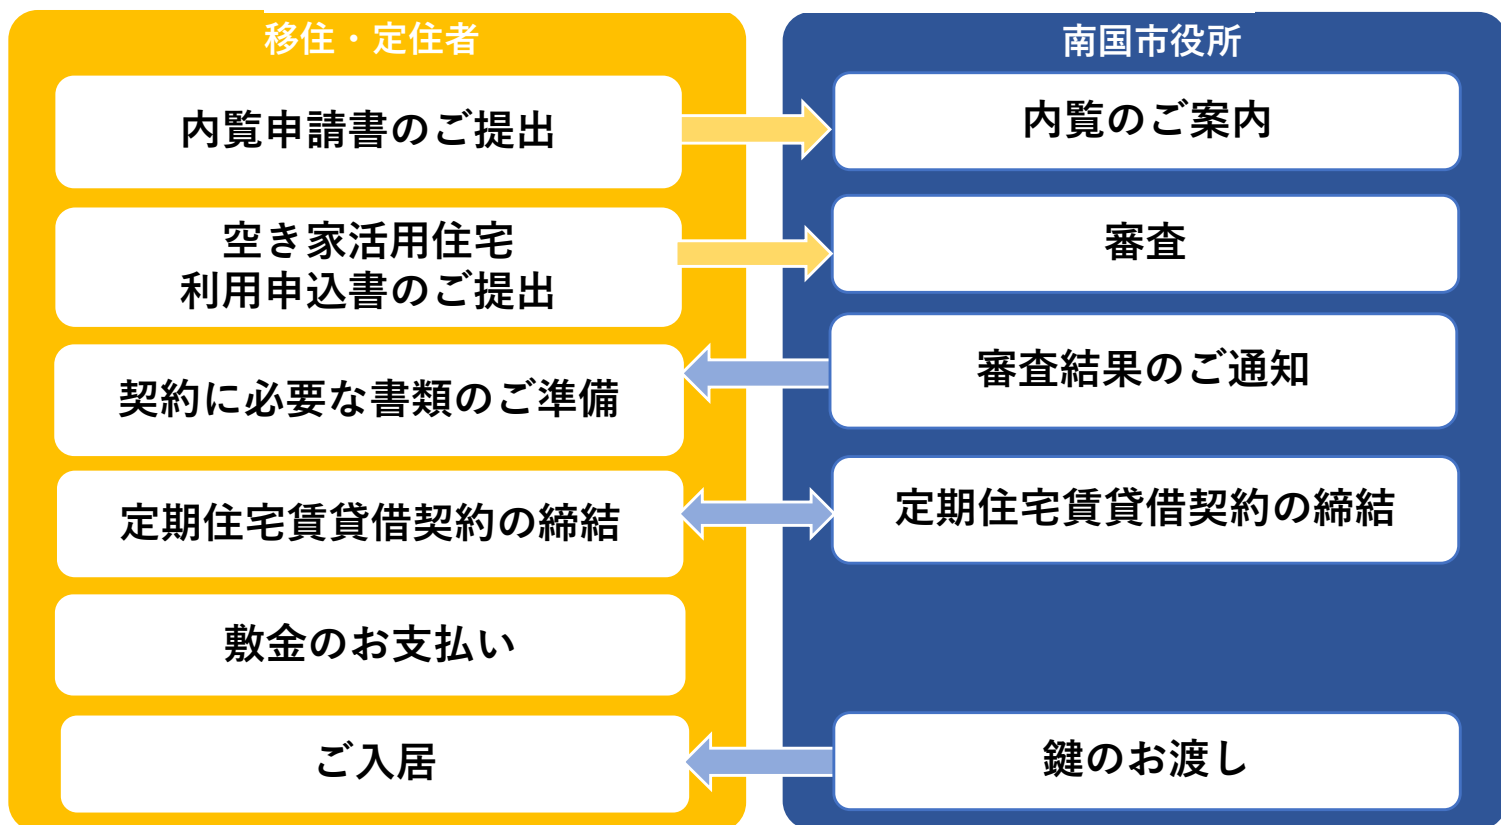 移住・定住者
内覧申請書のご提出
空き家活用住宅
利用申込書のご提出
契約に必要な書類のご準備
定期住宅賃貸借契約の締結
敷金のお支払い
ご入居
南国市役所
内覧のご案内
審査
審査結果のご通知
定期住宅賃貸借契約の締結
鍵のお渡し